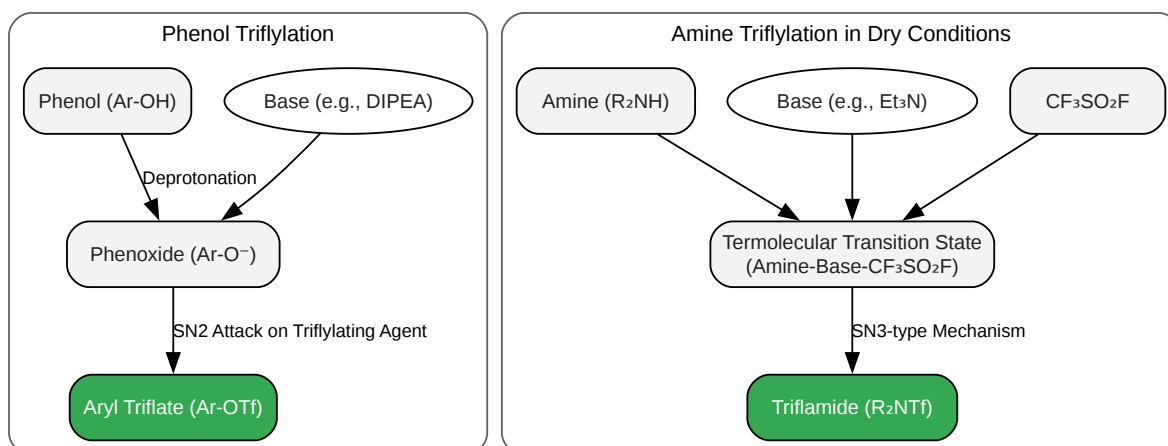 Phenol Triflylation
Phenol (Ar-OH)
Base (e.g., DIPEA)
Deprotonation
Phenoxide (Ar-O⁻)
SN2 Attack on Triflylating Agent
Aryl Triflate (Ar-OTf)
Amine Triflylation in Dry Conditions
Amine (R₂NH)
Base (e.g., Et₃N)
CF₃SO₂F
Termolecular Transition State
(Amine-Base-CF₃SO₂F)
SN3-type Mechanism
Triflamide (R₂NTf)